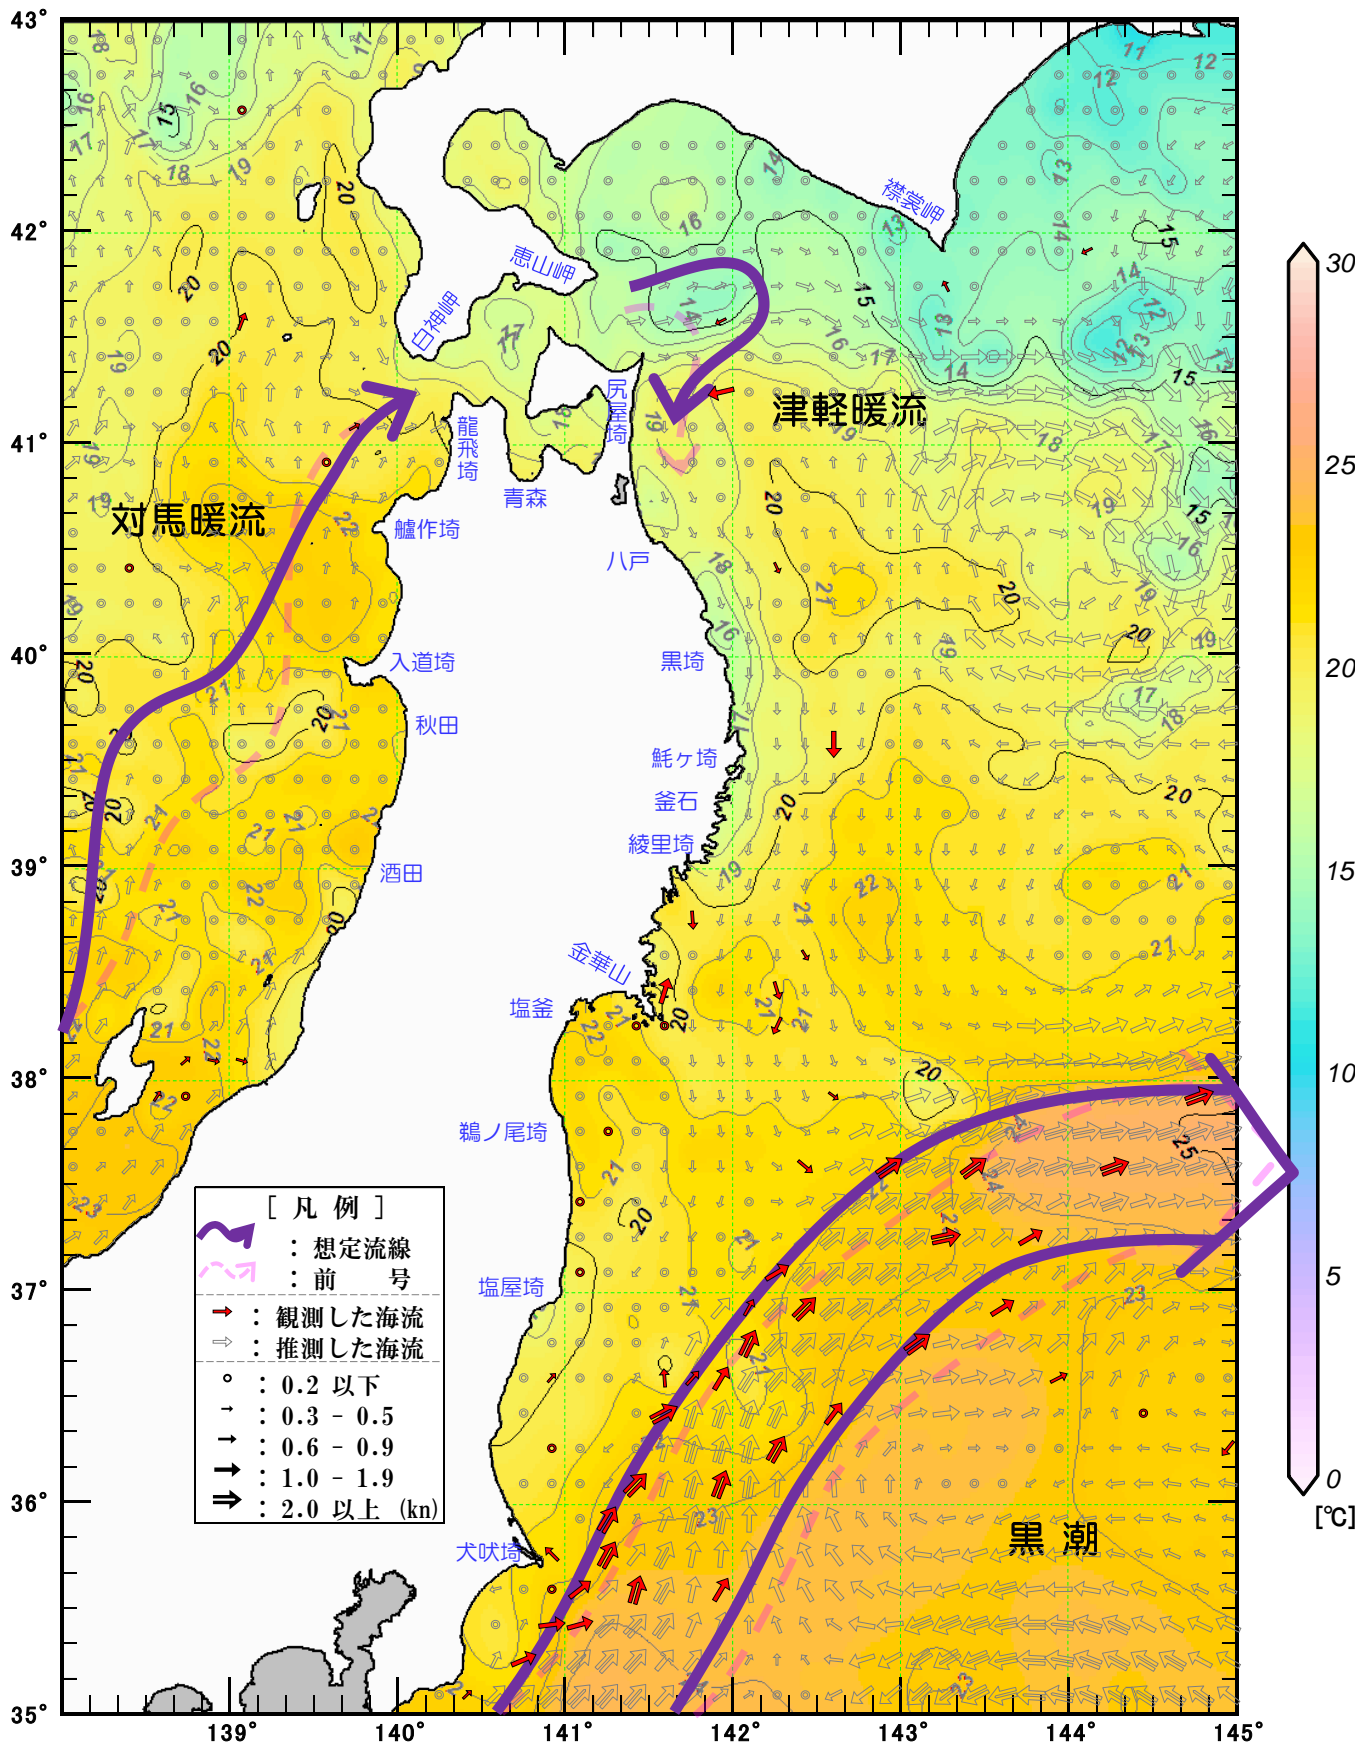 43°
42°
41°
40°
39°
38°
37°
36°
35°
139°
140°
141°
142°
143°
144°
145°
襟裳岬
恵山岬
白神岬
尻屋埼
津軽暖流
龍飛埼
青森
対馬暖流
艫作埼
八戸
入道埼
黒埼
秋田
魹ヶ埼
釜石
綾里埼
酒田
金華山
塩釜
鵜ノ尾埼
塩屋埼
犬吠埼
黒潮
[ 凡 例 ]
: 想定流線
: 前 号
: 観測した海流
: 推測した海流
: 0.2 以下
: 0.3 - 0.5
: 0.6 - 0.9
: 1.0 - 1.9
: 2.0 以上 (kn)
30
25
20
15
10
5
0
[℃]